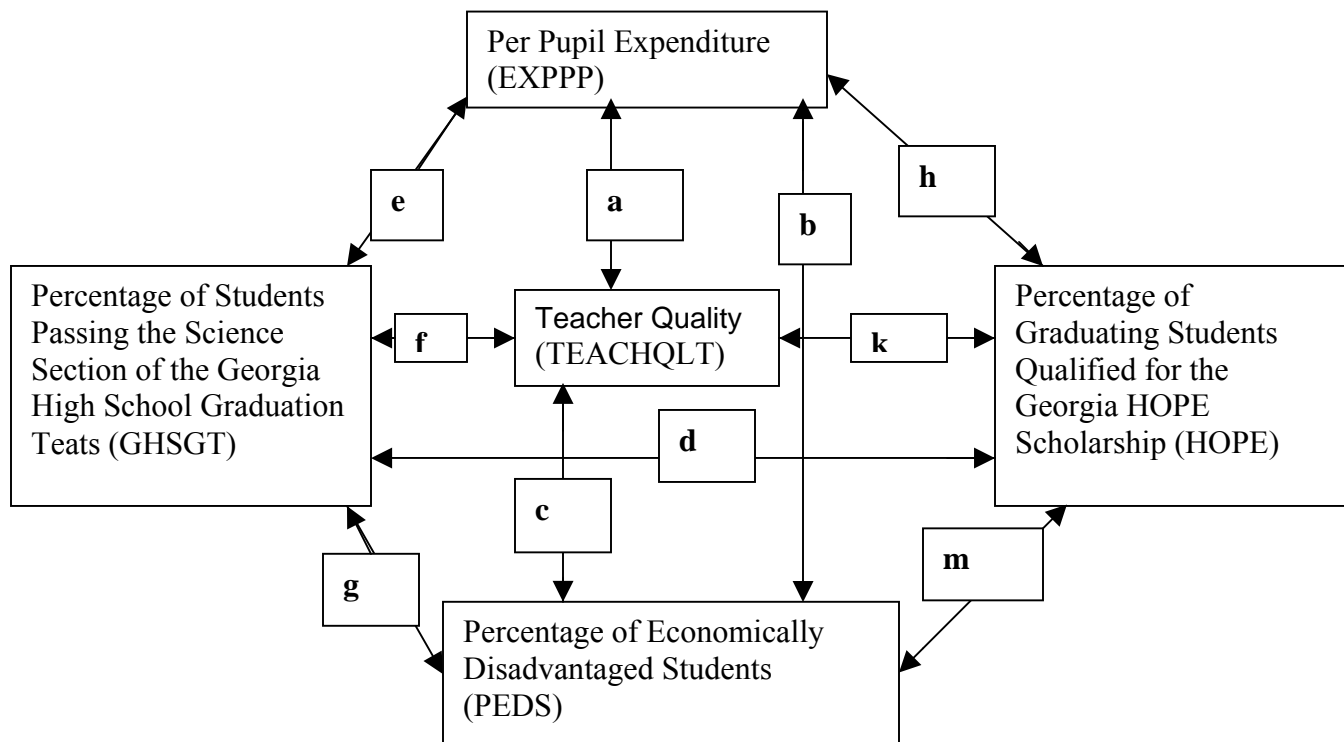 Per Pupil Expenditure
(EXPPP)
e
a
b
h
Percentage of Students
Passing the Science
Section of the Georgia
High School Graduation
Teats (GHSGT)
f
Teacher Quality
(TEACHQLT)
k
Percentage of
Graduating Students
Qualified for the
Georgia HOPE
Scholarship (HOPE)
d
c
g
m
Percentage of Economically
Disadvantaged Students
(PEDS)